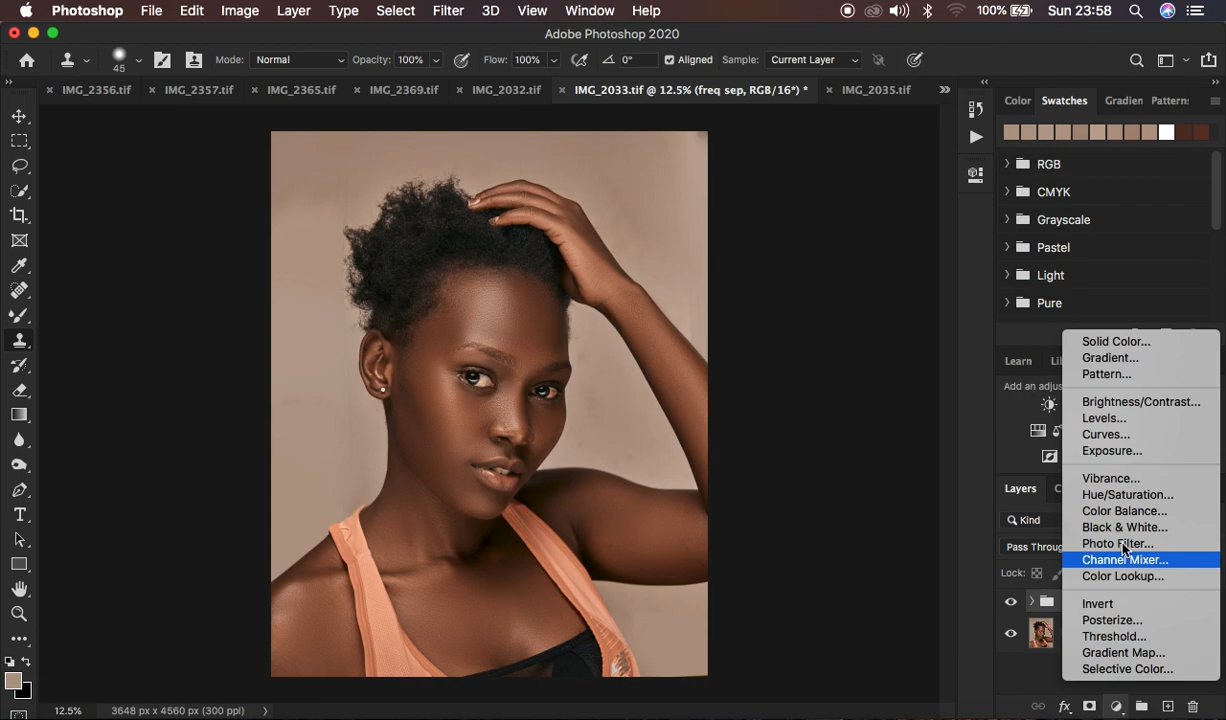 Photoshop File Edit Image Layer Type Select Filter 3D View Window Help 100% Sun 23:58
Adobe Photoshop 2020
45 Mode: Normal Opacity: 100% Flow: 100% 0° Aligned Sample: Current Layer
IMG_2356.tif IMG_2357.tif IMG_2365.tif IMG_2369.tif IMG_2032.tif IMG_2033.tif @ 12.5% (freq sep, RGB/16*) * IMG_2035.tif
Color Swatches Gradien Pattern:
RGB
CMYK
Grayscale
Pastel
Light
Pure
Learn
Add an adjus
Layers
Kind
Pass Throug
Lock:
Solid Color...
Gradient...
Pattern...
Brightness/Contrast...
Levels...
Curves...
Exposure...
Vibrance...
Hue/Saturation...
Color Balance...
Black & White...
Photo Filter...
Channel Mixer...
Color Lookup...
Invert
Posterize...
Threshold...
Gradient Map...
Selective Color...
12.5% 3648 px x 4560 px (300 ppi)